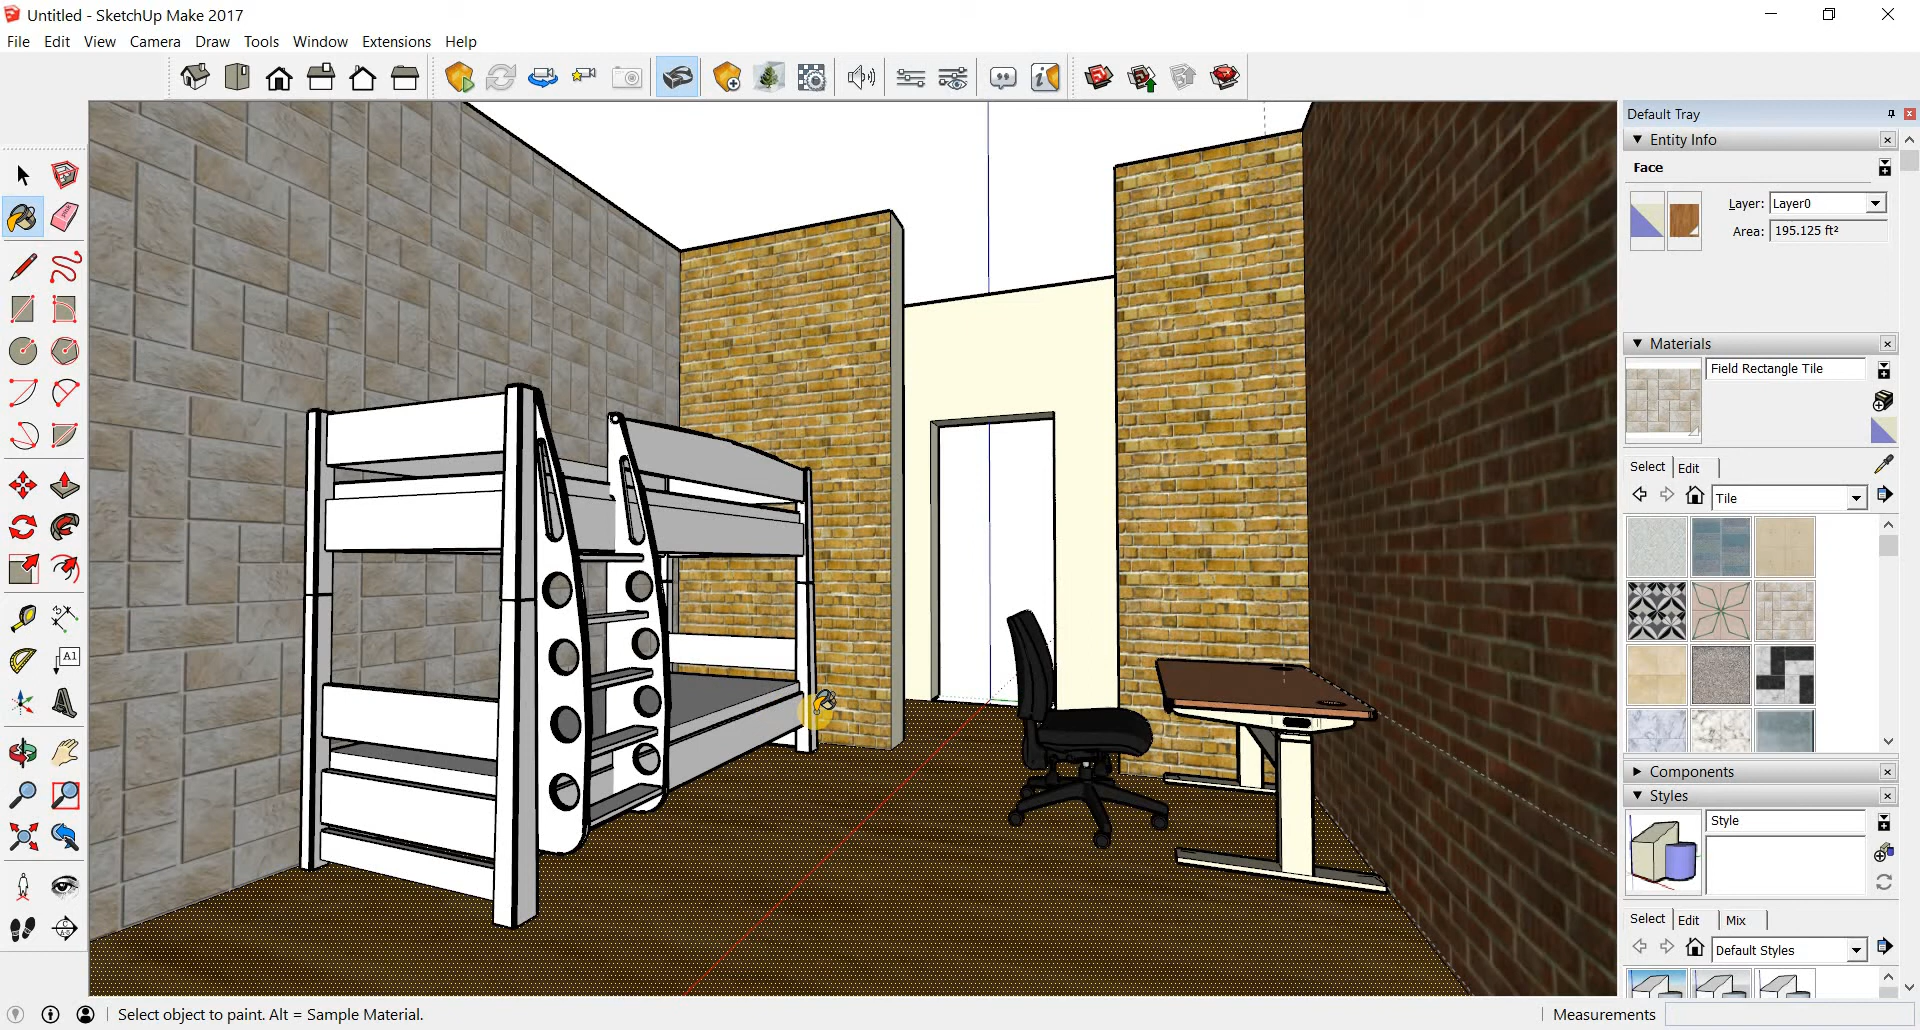 Untitled - SketchUp Make 2017
File Edit View Camera Draw Tools Window Extensions Help
Default Tray
Entity Info
Face
Layer: Layer0
Area: 195.125 ft²
Materials
Field Rectangle Tile
Select Edit
Tile
A1
Components
Styles
Style
Select Edit Mix
Default Styles
Select object to paint. Alt = Sample Material.
Measurements